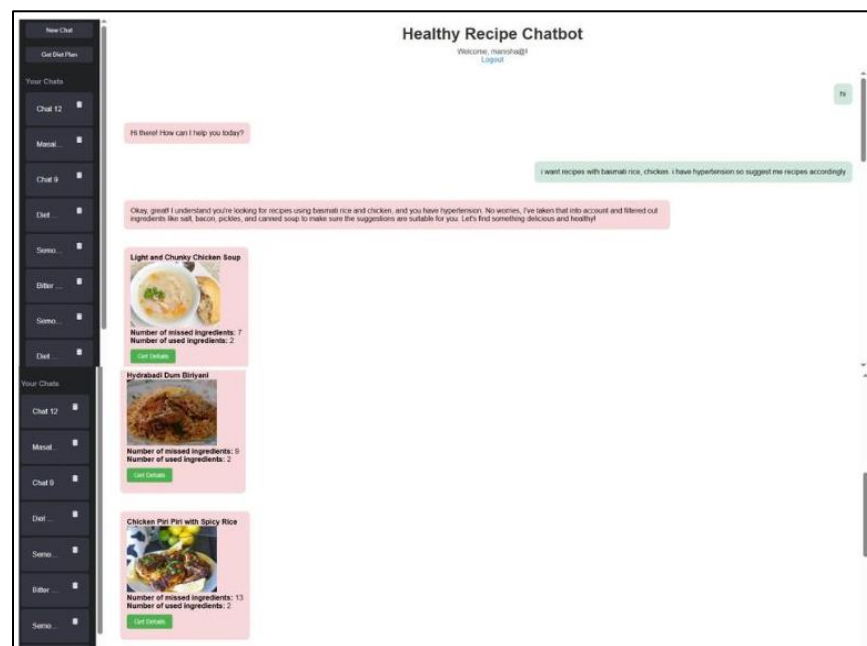 New Chat
Get Diet Plan
Your Chats
Chat 12
Masal...
Chat 9
Diet ...
Semo...
Bitter ...
Semo...
Diet ...
Healthy Recipe Chatbot
Welcome, manisha@!
Logout
hi
Hi there! How can I help you today?
i want recipes with basmati rice, chicken. i have hypertension so suggest me recipes accordingly
Okay, great! I understand you're looking for recipes using basmati rice and chicken, and you have hypertension. No worries, I've taken that into account and filtered out
ingredients like salt, bacon, pickles, and canned soup to make sure the suggestions are suitable for you. Let's find something delicious and healthy!
Light and Chunky Chicken Soup
Number of missed ingredients: 7
Number of used ingredients: 2
Get Details
Your Chats
Chat 12
Masal...
Chat 9
Diet ...
Semo...
Bitter ...
Semo...
Hydrabadi Dum Biriyani
Number of missed ingredients: 9
Number of used ingredients: 2
Get Details
Chicken Piri Piri with Spicy Rice
Number of missed ingredients: 13
Number of used ingredients: 2
Get Details